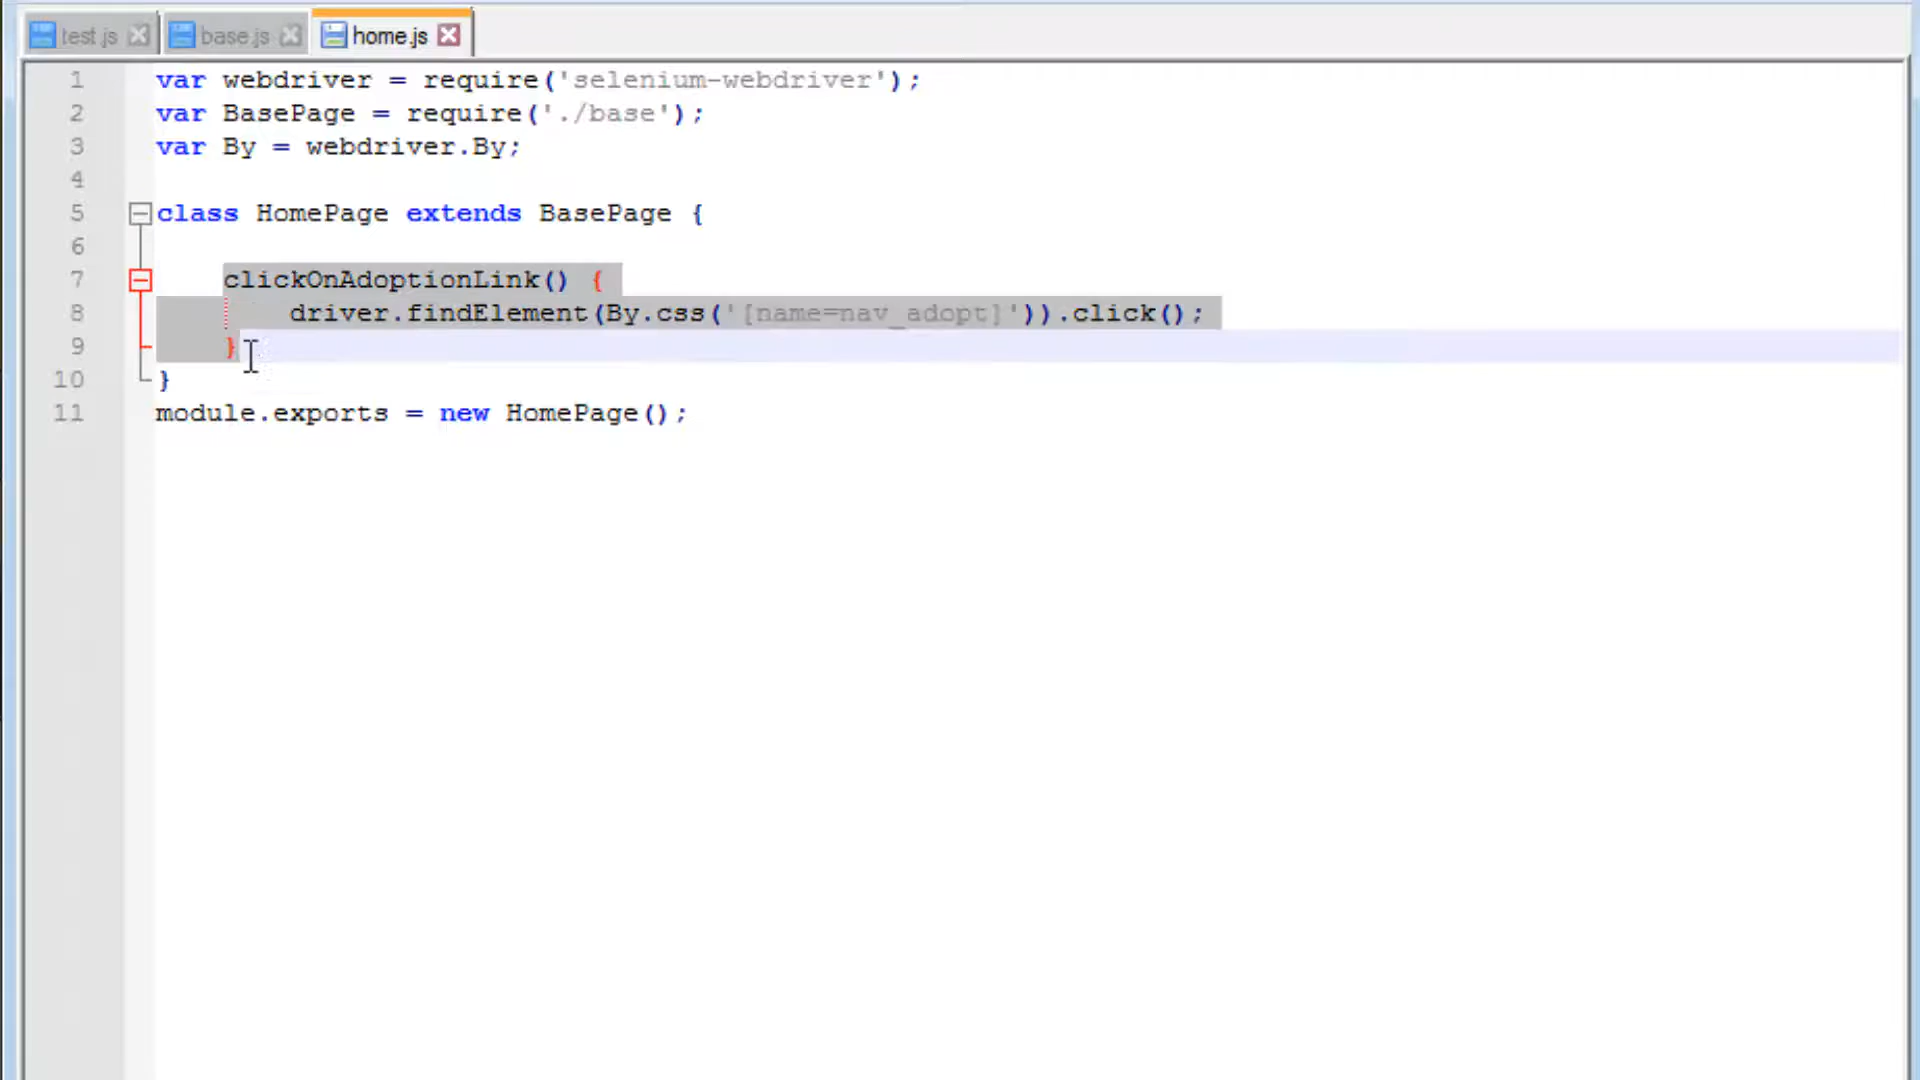 test.js base.js home.js
1 var webdriver = require('selenium-webdriver');
2 var BasePage = require('./base');
3 var By = webdriver.By;
4
5 class HomePage extends BasePage {
6
7 clickOnAdoptionLink() {
8 driver.findElement(By.css('[name=nav_adopt]')).click();
9 }
10 }
11 module.exports = new HomePage();